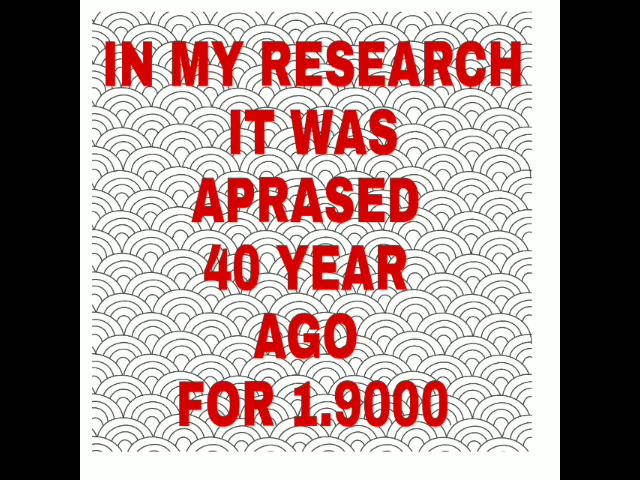 IN MY RESEARCH
IT WAS
APRASED
40 YEAR
AGO
FOR 1.9000